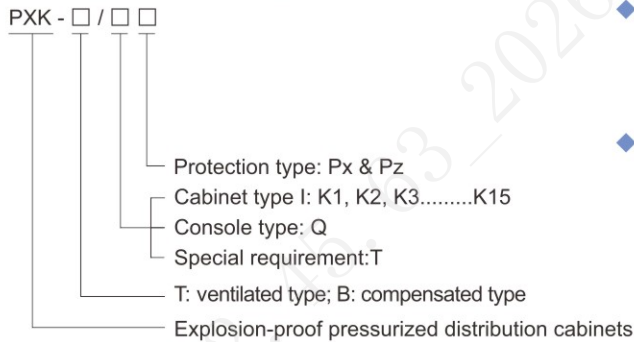 PXK - □ / □ □
Protection type: Px & Pz
Cabinet type I: K1, K2, K3.........K15
Console type: Q
Special requirement:T
T: ventilated type; B: compensated type
Explosion-proof pressurized distribution cabinets